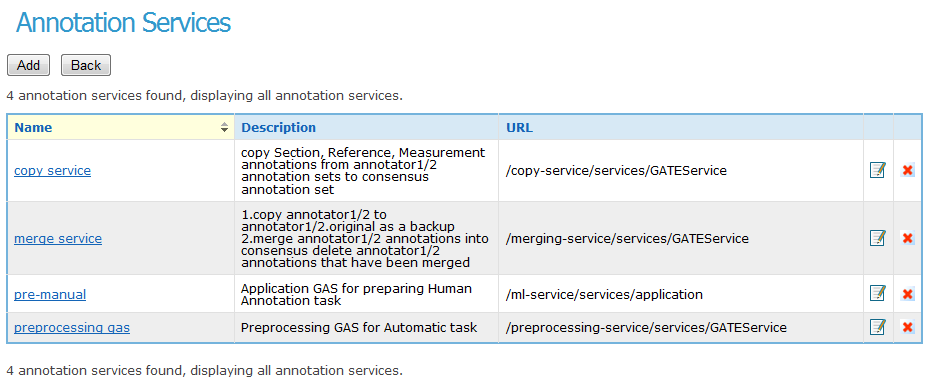 Annotation Services
Add Back
4 annotation services found, displaying all annotation services.
Name Description URL
copy service
copy Section, Reference, Measurement
annotations from annotator1/2
annotation sets to consensus
annotation set
/copy-service/services/GATEService
merge service
1.copy annotator1/2 to
annotator1/2.original as a backup
2.merge annotator1/2 annotations into
consensus delete annotator1/2
annotations that have been merged
/merging-service/services/GATEService
pre-manual
Application GAS for preparing Human
Annotation task
/ml-service/services/application
preprocessing gas Preprocessing GAS for Automatic task /preprocessing-service/services/GATEService
4 annotation services found, displaying all annotation services.